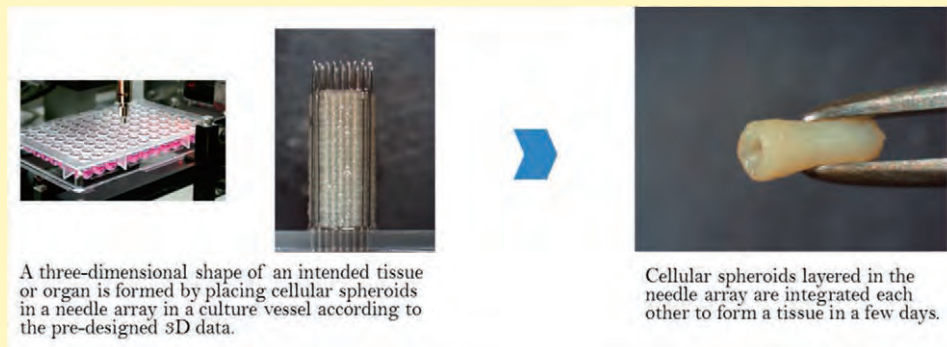 A three-dimensional shape of an intended tissue
or organ is formed by placing cellular spheroids
in a needle array in a culture vessel according to
the pre-designed 3D data.
Cellular spheroids layered in the
needle array are integrated each
other to form a tissue in a few days.